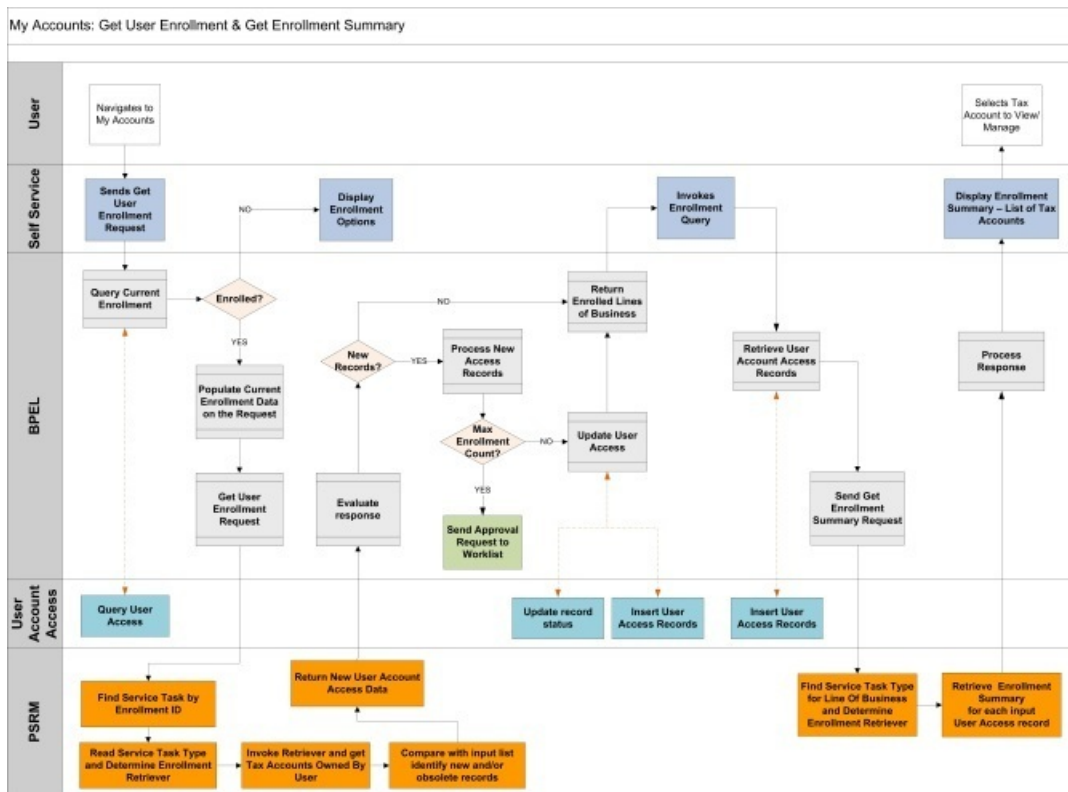 My Accounts: Get User Enrollment & Get Enrollment Summary
User
Navigates to
My Accounts
Selects Tax
Account to View/
Manage
Self Service
Sends Get
User
Enrollment
Request
NO
Display
Enrollment
Options
Invokes
Enrollment
Query
Display Enrollment
Summary – List of Tax
Accounts
BPEL
Query Current
Enrollment
Enrolled?
YES
Populate Current
Enrollment Data
on the Request
Get User
Enrollment
Request
Evaluate
response
New
Records?
NO
YES
Process New
Access
Records
Max
Enrollment
Count?
NO
YES
Send Approval
Request to
Worklist
Return
Enrolled Lines
of Business
Update User
Access
Retrieve User
Account Access
Records
Send Get
Enrollment
Summary Request
Process
Response
User
Account
Access
Query User
Access
Update record
status
Insert User
Access Records
Insert User
Access Records
PSRM
Find Service Task by
Enrollment ID
Read Service Task Type
and Determine Enrollment
Retriever
Invoke Retriever and get
Tax Accounts Owned By
User
Compare with input list
identify new and/or
obsolete records
Return New User Account
Access Data
Find Service Task Type
for Line Of Business
and Determine
Enrollment Retriever
Retrieve Enrollment
Summary
for each input
User Access record